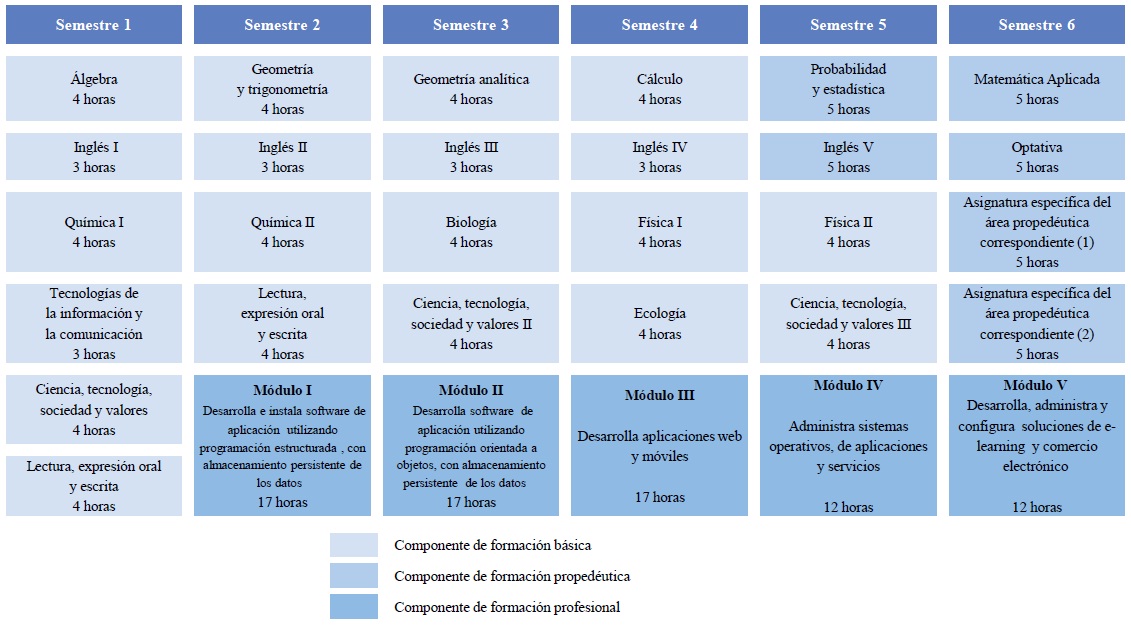 Semestre 1
Semestre 2
Semestre 3
Semestre 4
Semestre 5
Semestre 6
Álgebra
4 horas
Geometría
y trigonometría
4 horas
Geometría analítica
4 horas
Cálculo
4 horas
Probabilidad
y estadística
5 horas
Matemática Aplicada
5 horas
Inglés I
3 horas
Inglés II
3 horas
Inglés III
3 horas
Inglés IV
3 horas
Inglés V
5 horas
Optativa
5 horas
Química I
4 horas
Química II
4 horas
Biología
4 horas
Física I
4 horas
Física II
4 horas
Asignatura específica del
área propedéutica
correspondiente (1)
5 horas
Tecnologías de
la información y
la comunicación
3 horas
Lectura,
expresión oral
y escrita
4 horas
Ciencia, tecnología,
sociedad y valores II
4 horas
Ecología
4 horas
Ciencia, tecnología,
sociedad y valores III
4 horas
Asignatura específica del
área propedéutica
correspondiente (2)
5 horas
Ciencia, tecnología,
sociedad y valores
4 horas
Lectura, expresión oral
y escrita
4 horas
Módulo I
Desarrolla e instala software de
aplicación utilizando
programación estructurada , con
almacenamiento persistente de
los datos
17 horas
Módulo II
Desarrolla software de
aplicación utilizando
programación orientada a
objetos, con almacenamiento
persistente de los datos
17 horas
Módulo III
Desarrolla aplicaciones web
y móviles
17 horas
Módulo IV
Administra sistemas
operativos, de aplicaciones
y servicios
12 horas
Módulo V
Desarrolla, administra y
configura soluciones de e-
learning y comercio
electrónico
12 horas
Componente de formación básica
Componente de formación propedéutica
Componente de formación profesional